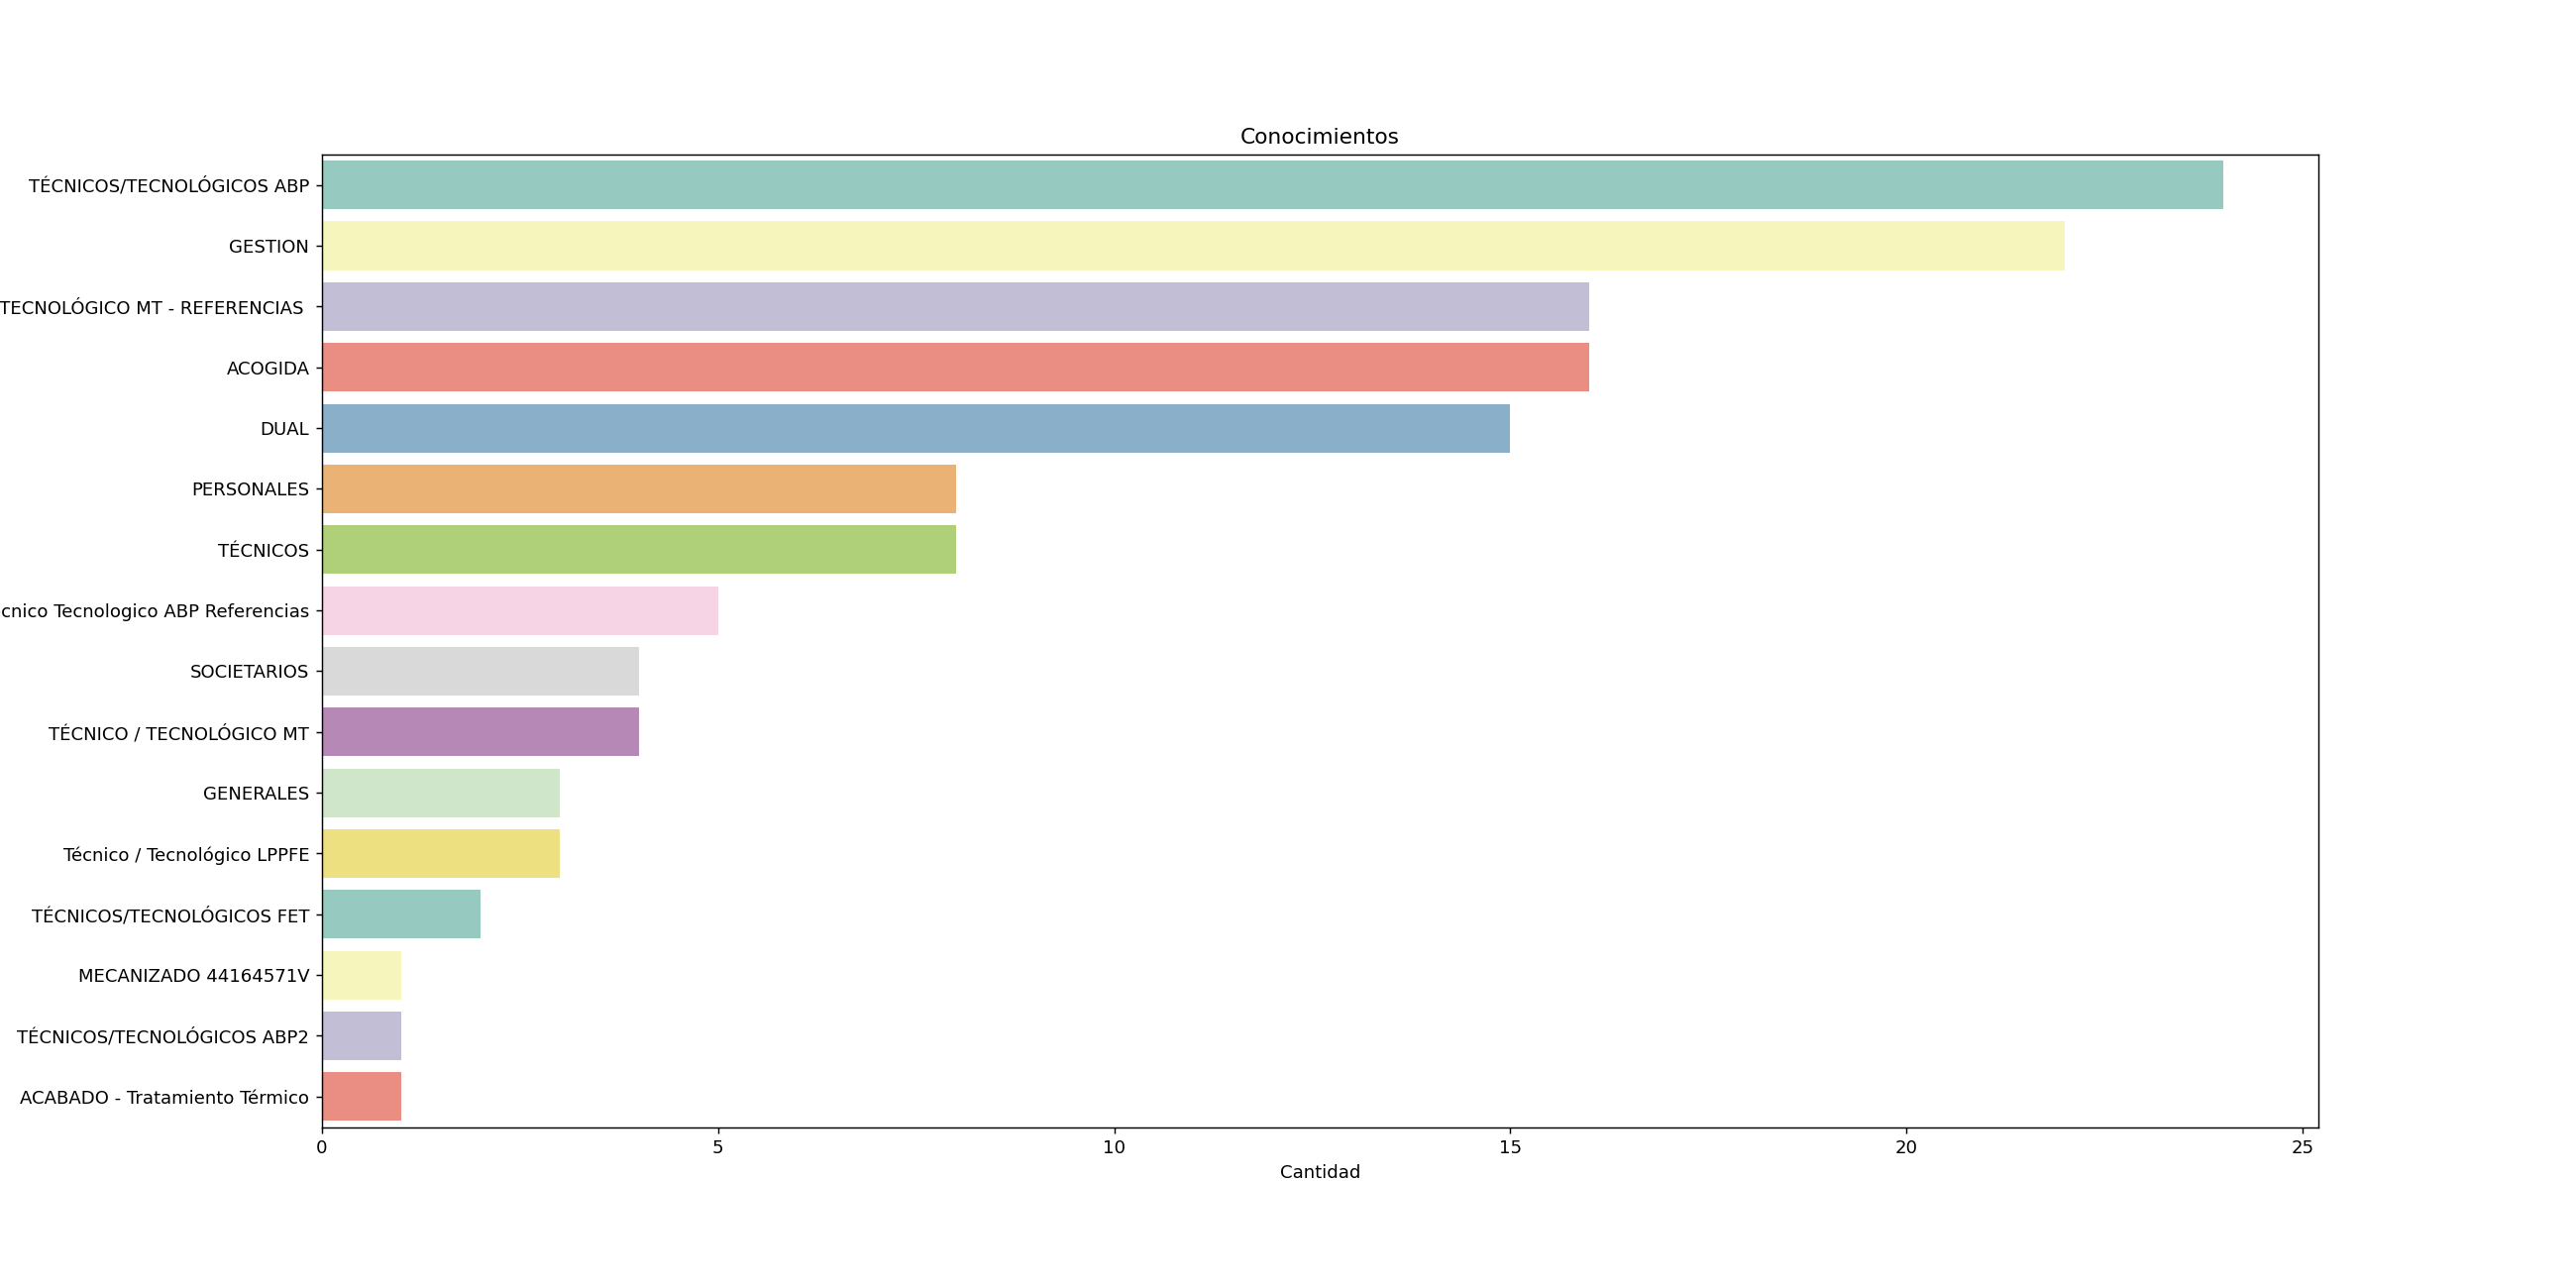 Conocimientos
TÉCNICOS/TECNOLÓGICOS ABP
GESTION
TECNOLÓGICO MT - REFERENCIAS
ACOGIDA
DUAL
PERSONALES
TÉCNICOS
cnico Tecnologico ABP Referencias
SOCIETARIOS
TÉCNICO / TECNOLÓGICO MT
GENERALES
Técnico / Tecnológico LPPFE
TÉCNICOS/TECNOLÓGICOS FET
MECANIZADO 44164571V
TÉCNICOS/TECNOLÓGICOS ABP2
ACABADO - Tratamiento Térmico
0 5 10 15 20 25
Cantidad